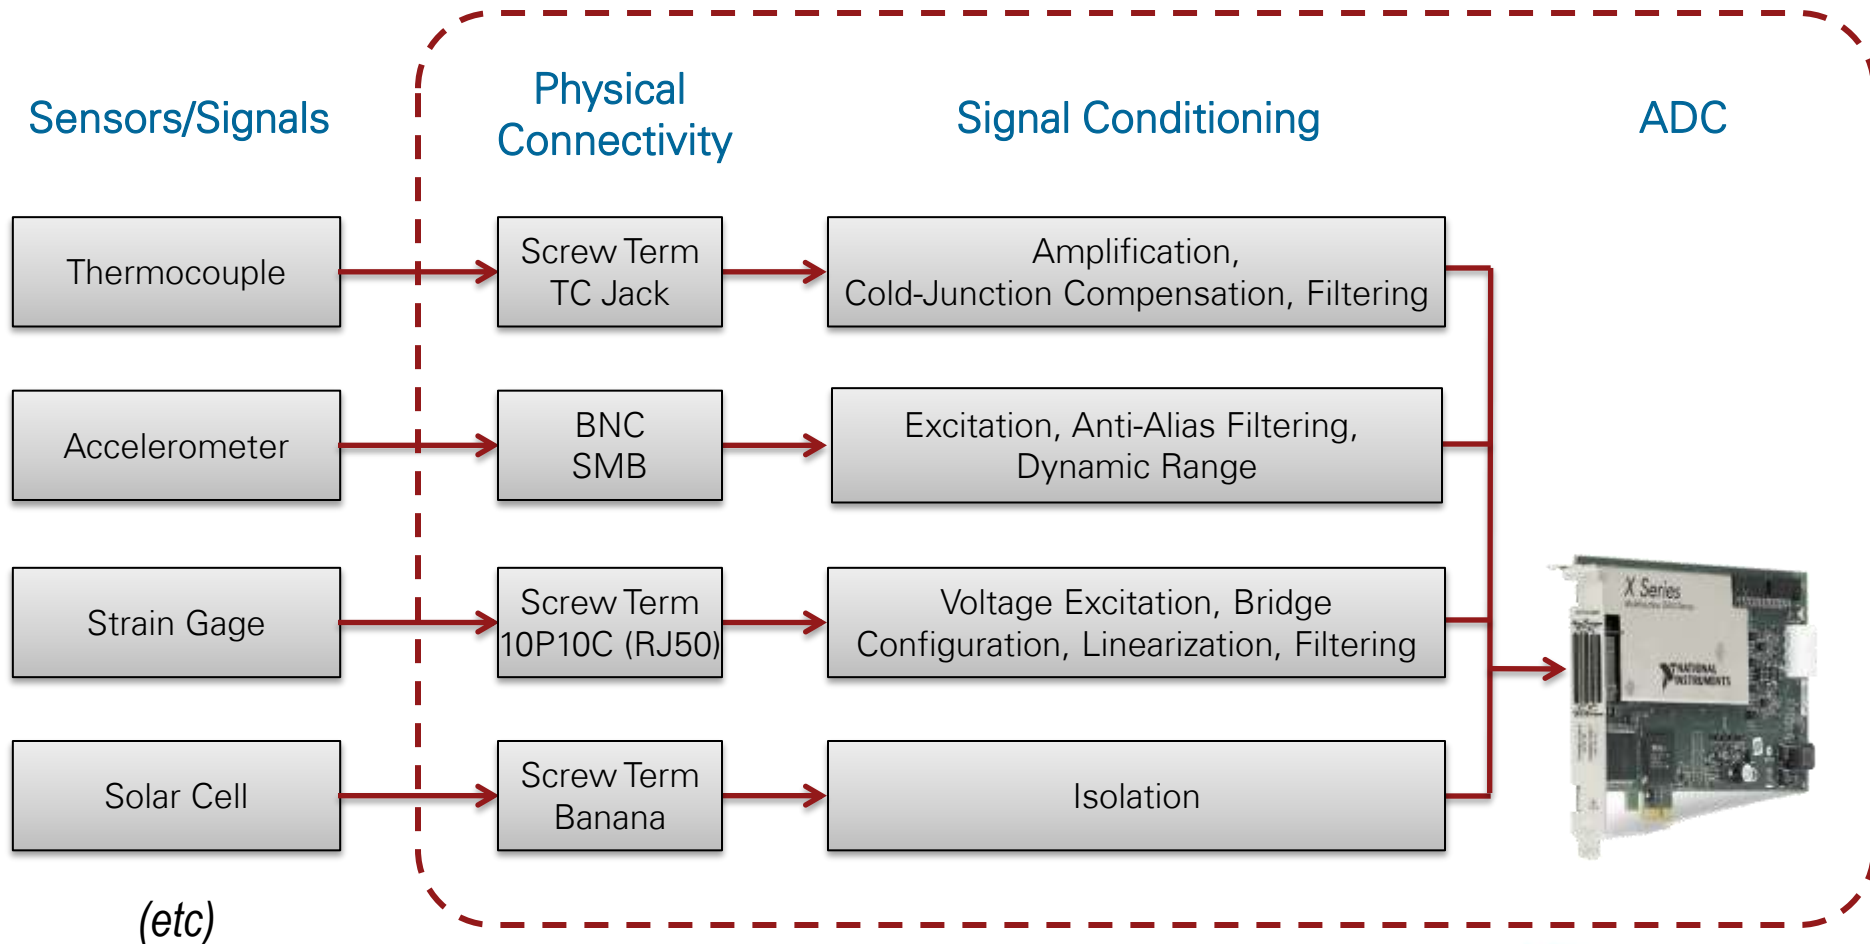 Sensors/Signals
Physical
Connectivity
Signal Conditioning
ADC
Thermocouple
Screw Term
TC Jack
Amplification,
Cold-Junction Compensation, Filtering
Accelerometer
BNC
SMB
Excitation, Anti-Alias Filtering,
Dynamic Range
Strain Gage
Screw Term
10P10C (RJ50)
Voltage Excitation, Bridge
Configuration, Linearization, Filtering
X Series
NATIONAL
INSTRUMENTS
Solar Cell
Screw Term
Banana
Isolation
(etc)